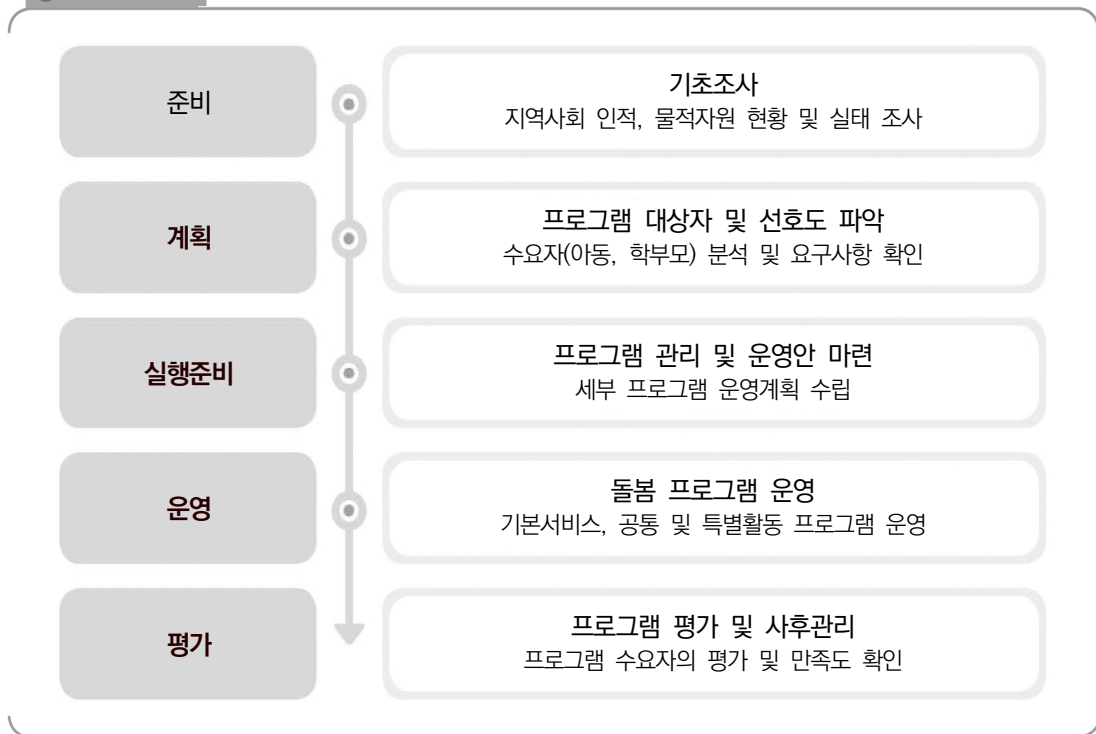 준비
기초조사
지역사회 인적, 물적자원 현황 및 실태 조사
계획
프로그램 대상자 및 선호도 파악
수요자(아동, 학부모) 분석 및 요구사항 확인
실행준비
프로그램 관리 및 운영안 마련
세부 프로그램 운영계획 수립
운영
돌봄 프로그램 운영
기본서비스, 공통 및 특별활동 프로그램 운영
평가
프로그램 평가 및 사후관리
프로그램 수요자의 평가 및 만족도 확인